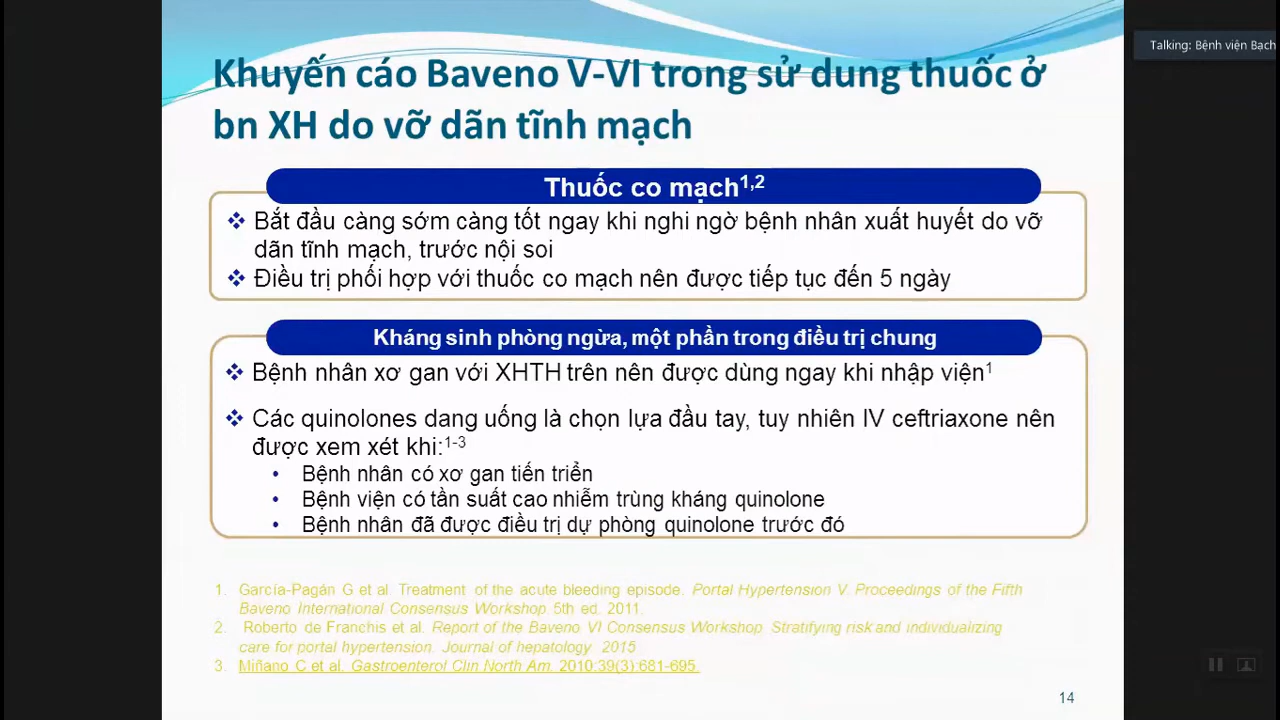 Talking: Bệnh viện Bạch
Khuyến cáo Baveno V-VI trong sử dung thuốc ở
bn XH do vỡ dãn tĩnh mạch
Thuốc co mạch1,2
❖ Bắt đầu càng sớm càng tốt ngay khi nghi ngờ bệnh nhân xuất huyết do vỡ
dãn tĩnh mạch, trước nội soi
❖ Điều trị phối hợp với thuốc co mạch nên được tiếp tục đến 5 ngày
Kháng sinh phòng ngừa, một phần trong điều trị chung
❖ Bệnh nhân xơ gan với XHTH trên nên được dùng ngay khi nhập viện1
❖ Các quinolones dang uống là chọn lựa đầu tay, tuy nhiên IV ceftriaxone nên
được xem xét khi:1-3
• Bệnh nhân có xơ gan tiến triển
• Bệnh viện có tần suất cao nhiễm trùng kháng quinolone
• Bệnh nhân đã được điều trị dự phòng quinolone trước đó
1. García-Pagán G et al. Treatment of the acute bleeding episode. Portal Hypertension V. Proceedings of the Fifth
Baveno International Consensus Workshop 5th ed. 2011.
2. Roberto de Franchis et al. Report of the Baveno VI Consensus Workshop Stratifying risk and individualizing
care for portal hypertension. Journal of hepatology 2015
3. Miñano C et al. Gastroenterol Clin North Am. 2010:39(3):681-695.
14